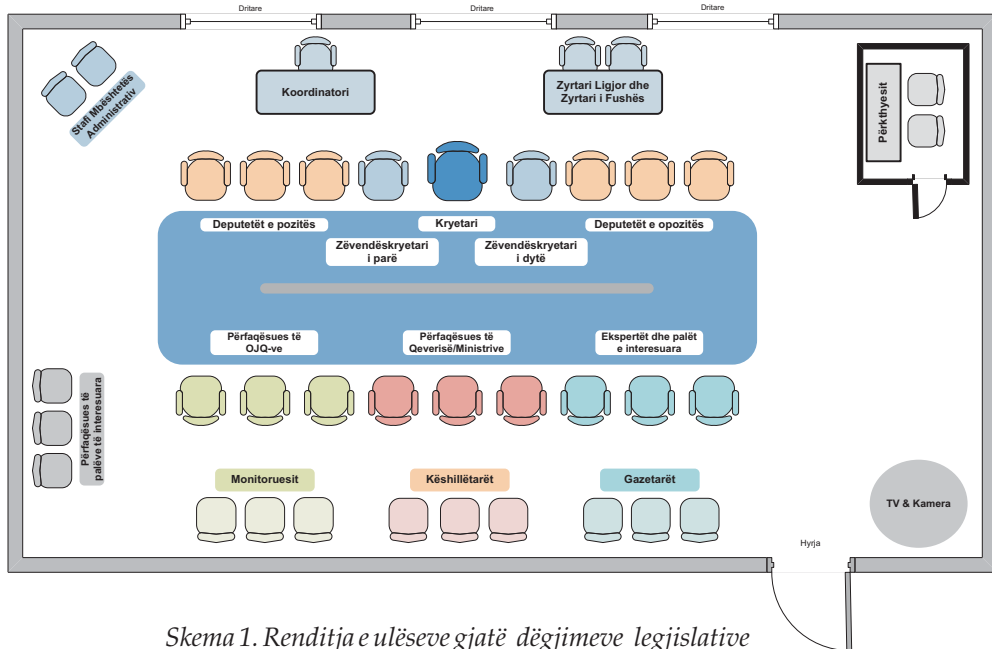 Dritare
Dritare
Dritare
Stafi Mbështetës
Administrativ
Koordinatori
Zyrtari Ligjor dhe
Zyrtari i Fushës
Përkthyesit
Deputetët e pozitës
Kryetari
Deputetët e opozitës
Zëvendëskryetari
i parë
Zëvendëskryetari
i dytë
Përfaqësues të
OJQ-ve
Përfaqësues të
Qeverisë/Ministrive
Ekspertët dhe palët
e interesuara
Përfaqësues të
palëve të interesuara
Monitoruesit
Këshillëtarët
Gazetarët
TV & Kamera
Hyrja
Skema 1. Renditja e ulëseve gjatë dëgjimeve legjislative